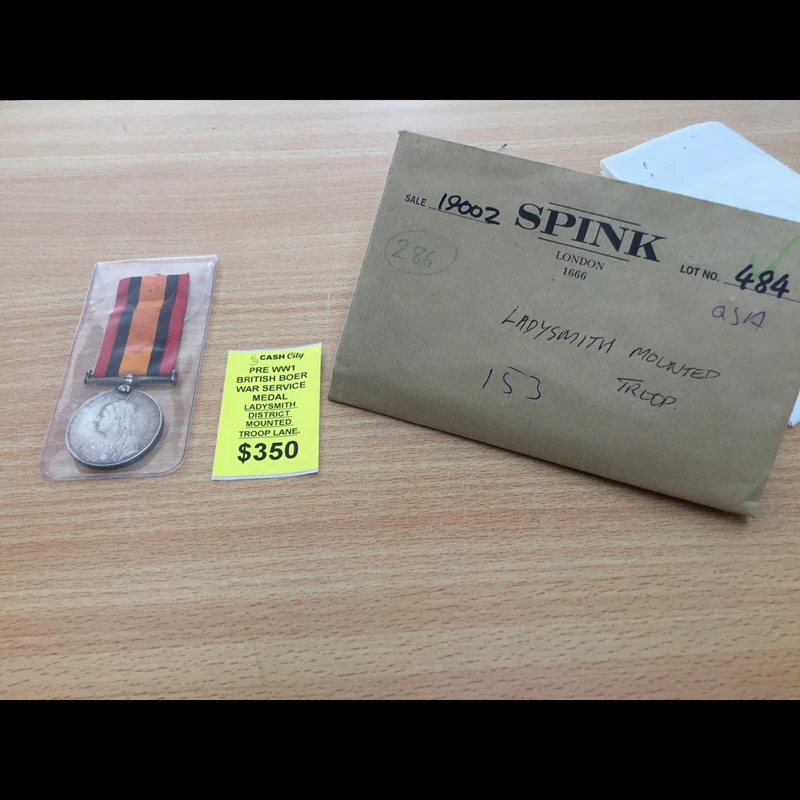 CASH City
PRE WW1
BRITISH BOER
WAR SERVICE
MEDAL
LADYSMITH
DISTRICT
MOUNTED
TROOP LANE-
$350
SALE 19002
286
SPINK
LONDON
1666
LOT NO. 484
QSA
LADYSMITH MOUNTED
TROOP.
153